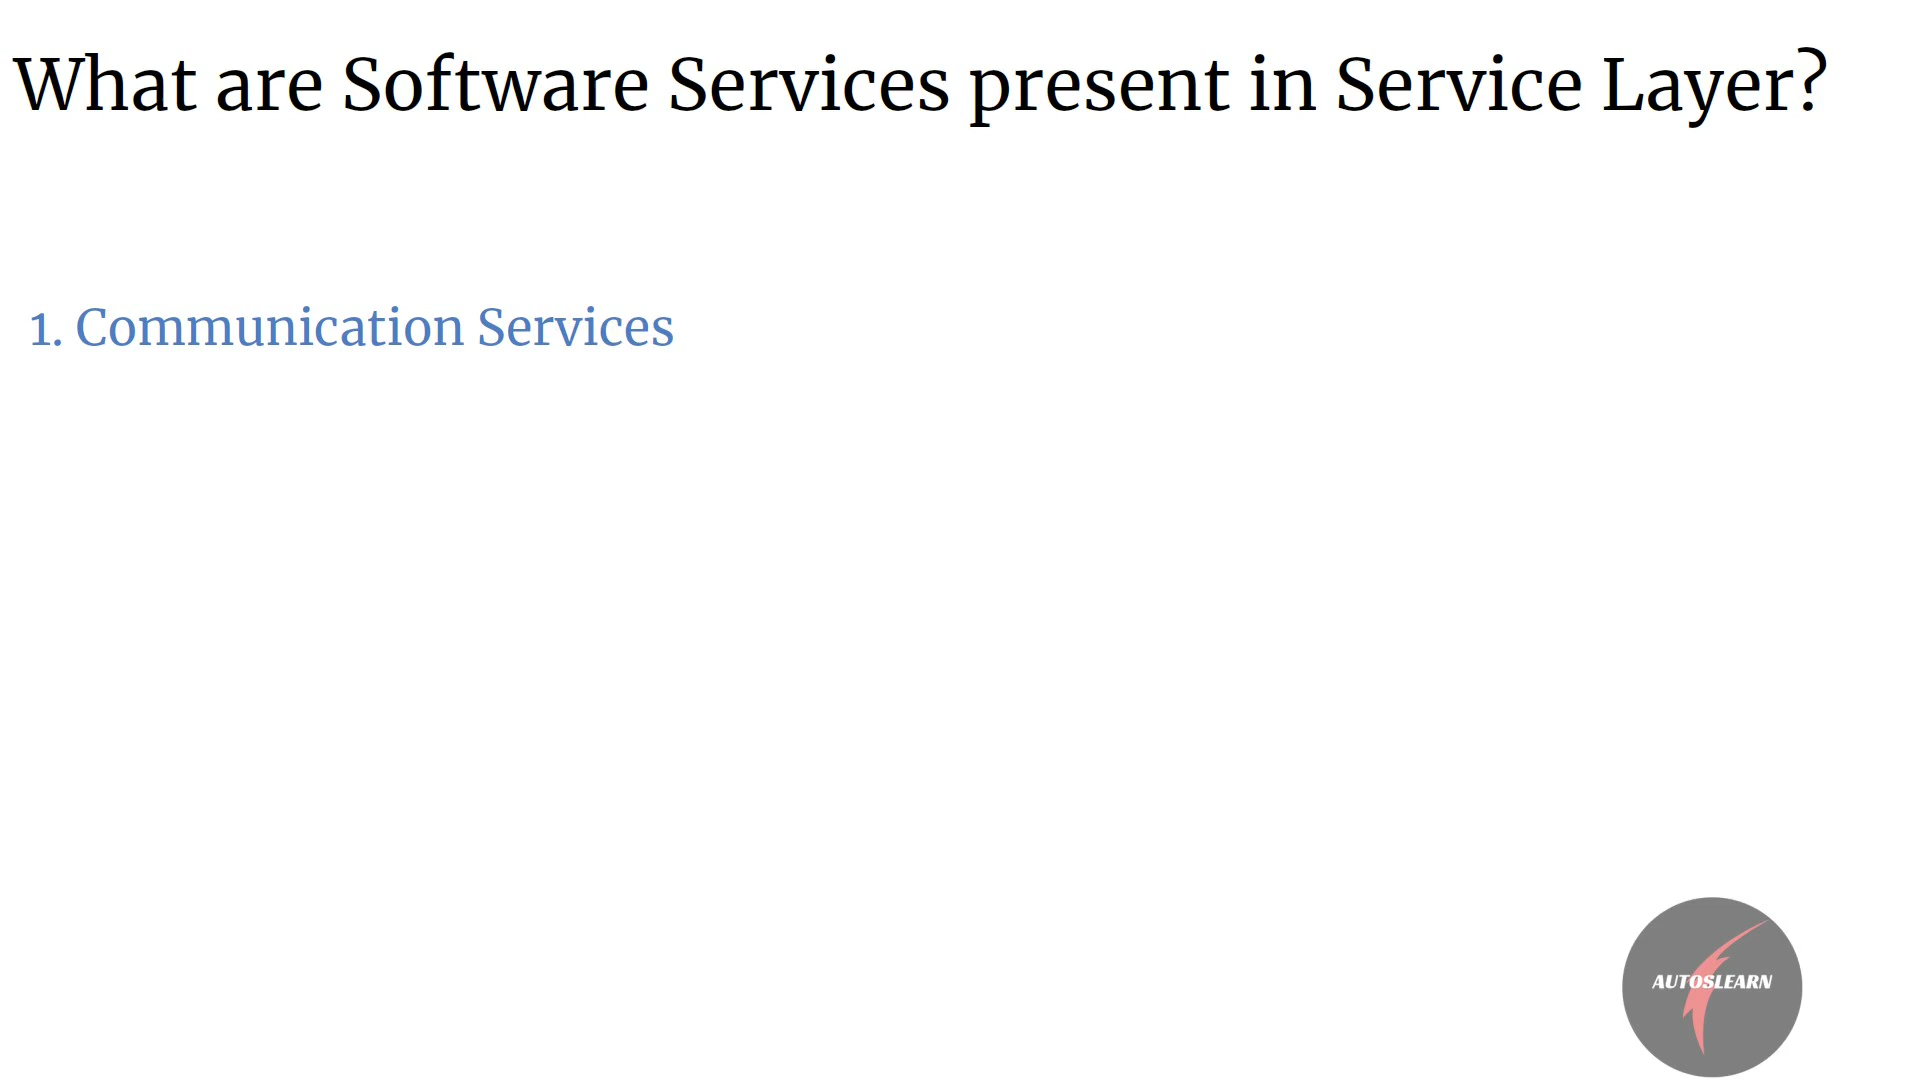 What are Software Services present in Service Layer?
1. Communication Services
AUTOSLEARN